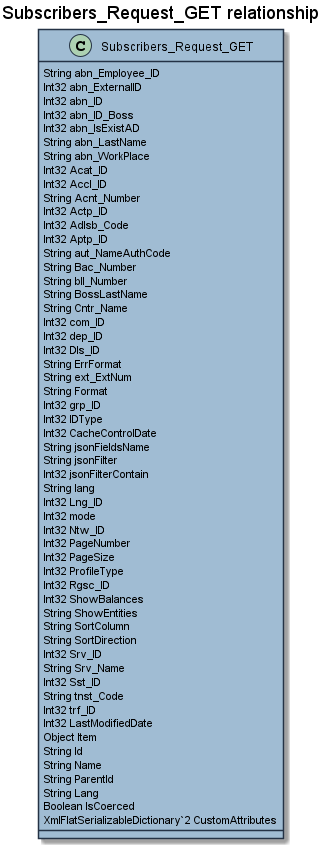 Subscribers_Request_GET relationship
C Subscribers_Request_GET
String abn_Employee_ID
Int32 abn_ExternalID
Int32 abn_ID
Int32 abn_ID_Boss
Int32 abn_IsExistAD
String abn_LastName
String abn_WorkPlace
Int32 Acat_ID
Int32 Accl_ID
String Acnt_Number
Int32 Actp_ID
Int32 Adlsb_Code
Int32 Aptp_ID
String aut_NameAuthCode
String Bac_Number
String bll_Number
String BossLastName
String Cntr_Name
Int32 com_ID
Int32 dep_ID
Int32 Dls_ID
String ErrFormat
String ext_ExtNum
String Format
Int32 grp_ID
Int32 IDType
Int32 CacheControlDate
String jsonFieldsName
String jsonFilter
Int32 jsonFilterContain
String lang
Int32 Lng_ID
Int32 mode
Int32 Ntw_ID
Int32 PageNumber
Int32 PageSize
Int32 ProfileType
Int32 Rgsc_ID
Int32 ShowBalances
String ShowEntities
String SortColumn
String SortDirection
Int32 Srv_ID
String Srv_Name
Int32 Sst_ID
String tnst_Code
Int32 trf_ID
Int32 LastModifiedDate
Object Item
String Id
String Name
String ParentId
String Lang
Boolean IsCoerced
XmlFlatSerializableDictionary`2 CustomAttributes